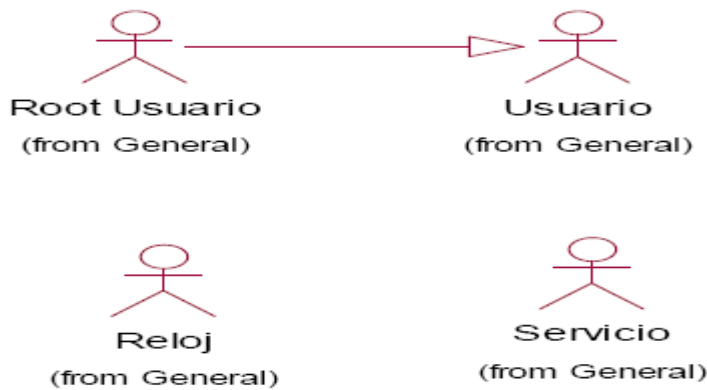 Root Usuario
(from General)
Usuario
(from General)
Reloj
(from General)
Servicio
(from General)